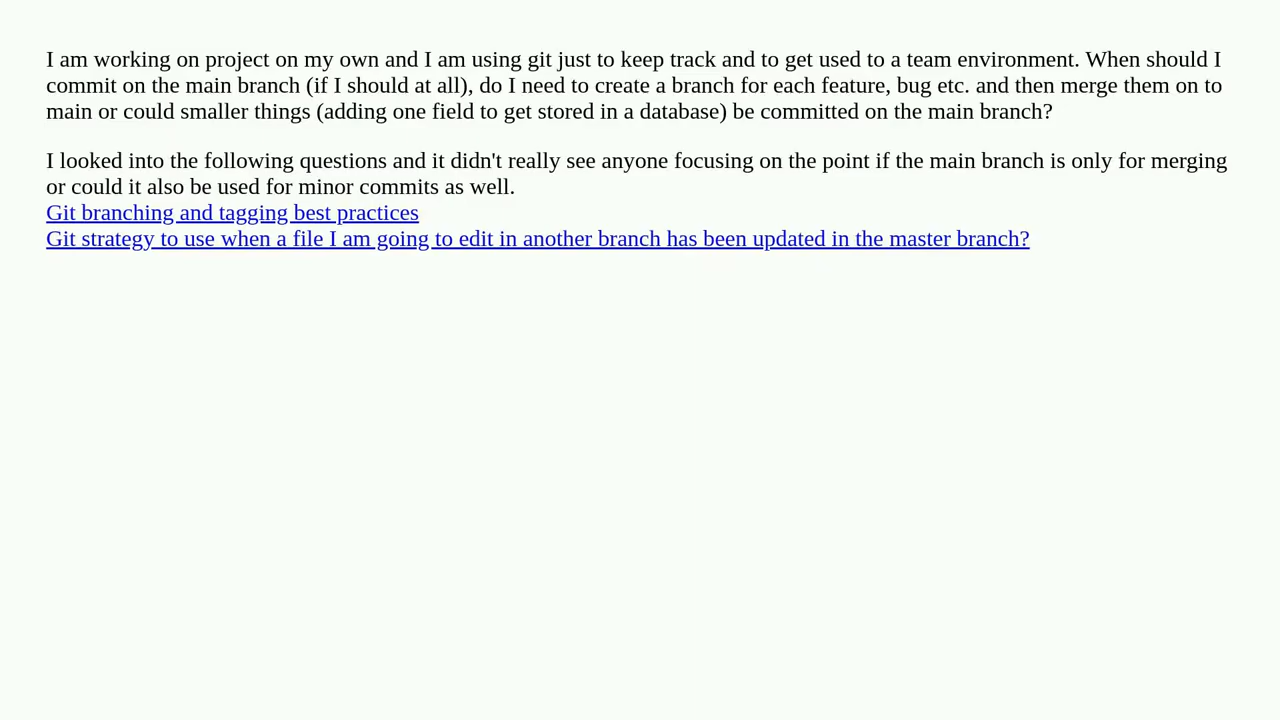 I am working on project on my own and I am using git just to keep track and to get used to a team environment. When should I
commit on the main branch (if I should at all), do I need to create a branch for each feature, bug etc. and then merge them on to
main or could smaller things (adding one field to get stored in a database) be committed on the main branch?
I looked into the following questions and it didn't really see anyone focusing on the point if the main branch is only for merging
or could it also be used for minor commits as well.
Git branching and tagging best practices
Git strategy to use when a file I am going to edit in another branch has been updated in the master branch?